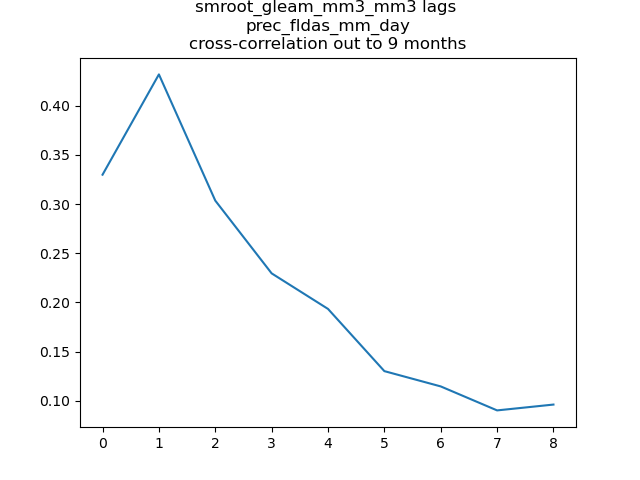 smroot_gleam_mm3_mm3 lags
prec_fldas_mm_day
cross-correlation out to 9 months
0.40
0.35
0.30
0.25
0.20
0.15
0.10
0 1 2 3 4 5 6 7 8